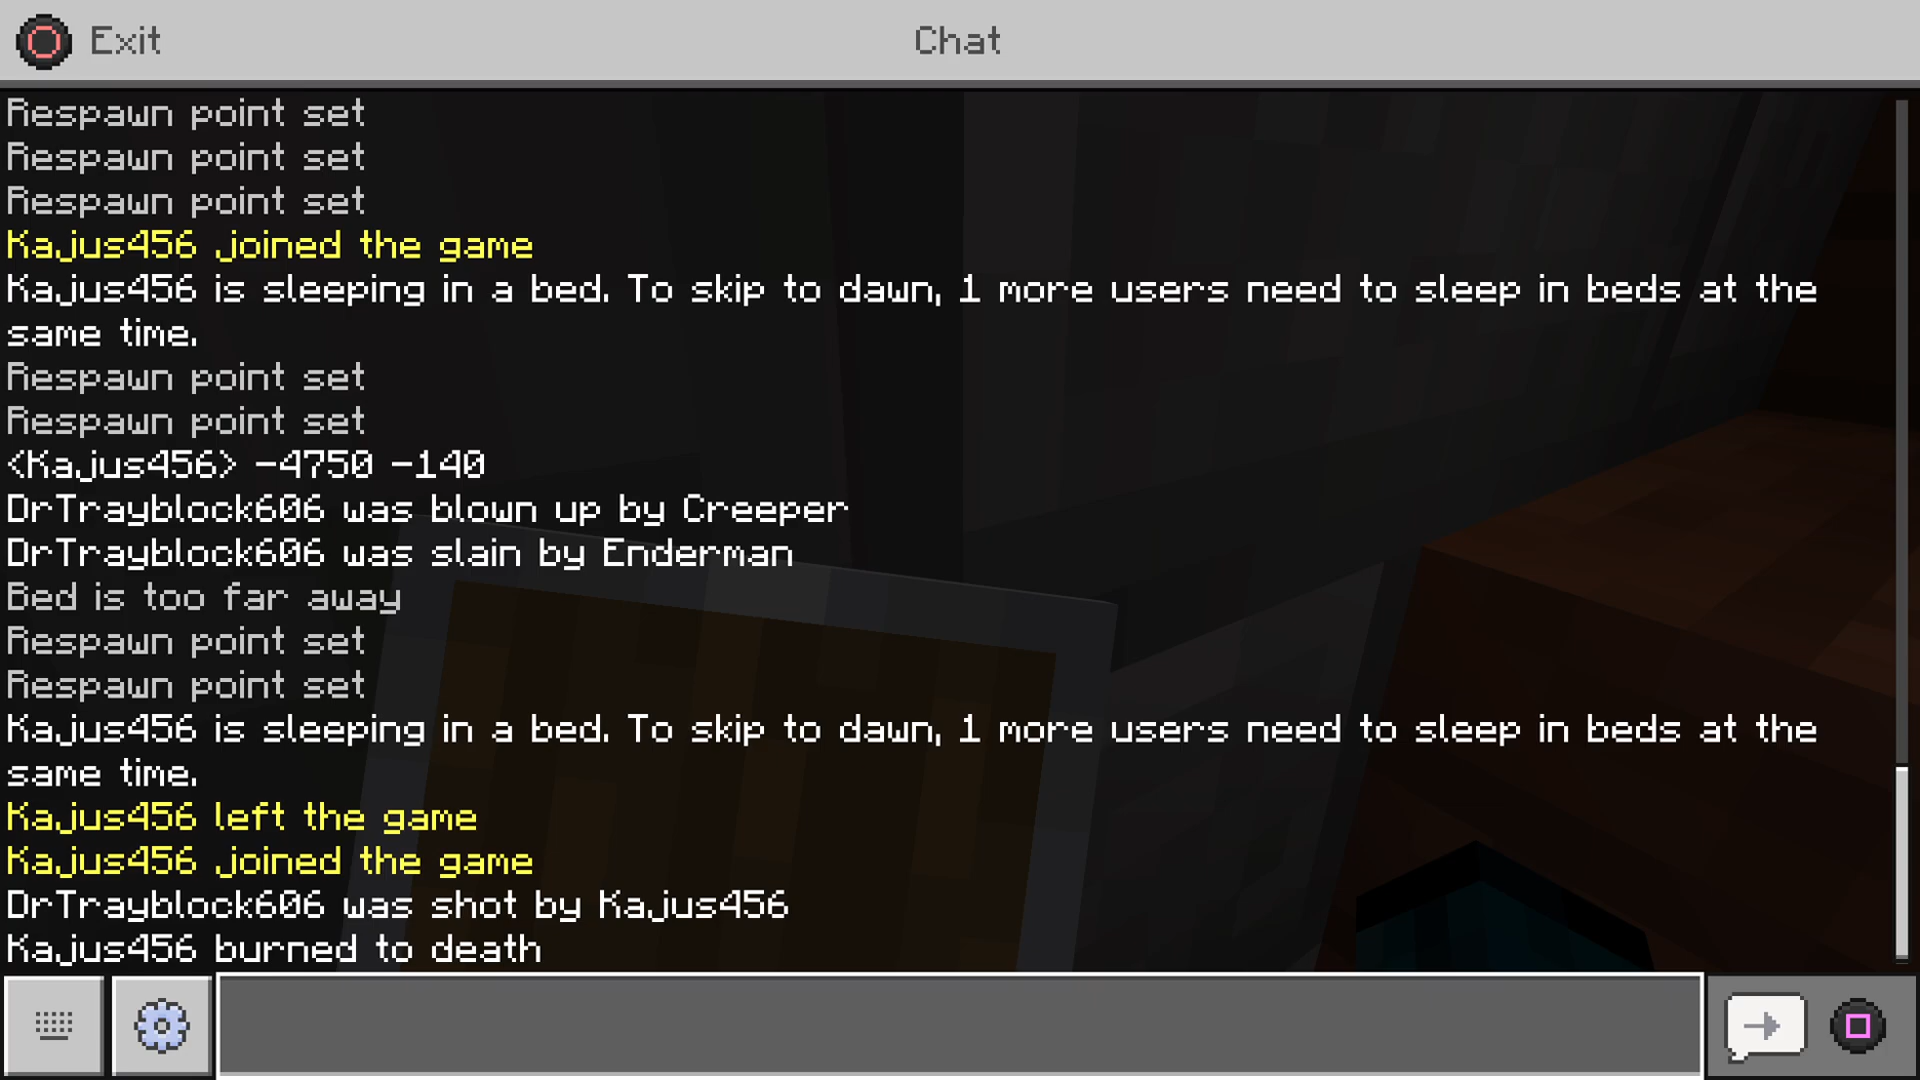 Exit
Chat
Respawn point set
Respawn point set
Respawn point set
Kajus456 joined the game
Kajus456 is sleeping in a bed. To skip to dawn, 1 more users need to sleep in beds at the
same time.
Respawn point set
Respawn point set
<Kajus456> -4750 -140
DrTrayblock606 was blown up by Creeper
DrTrayblock606 was slain by Enderman
Bed is too far away
Respawn point set
Respawn point set
Kajus456 is sleeping in a bed. To skip to dawn, 1 more users need to sleep in beds at the
same time.
Kajus456 left the game
Kajus456 joined the game
DrTrayblock606 was shot by Kajus456
Kajus456 burned to death